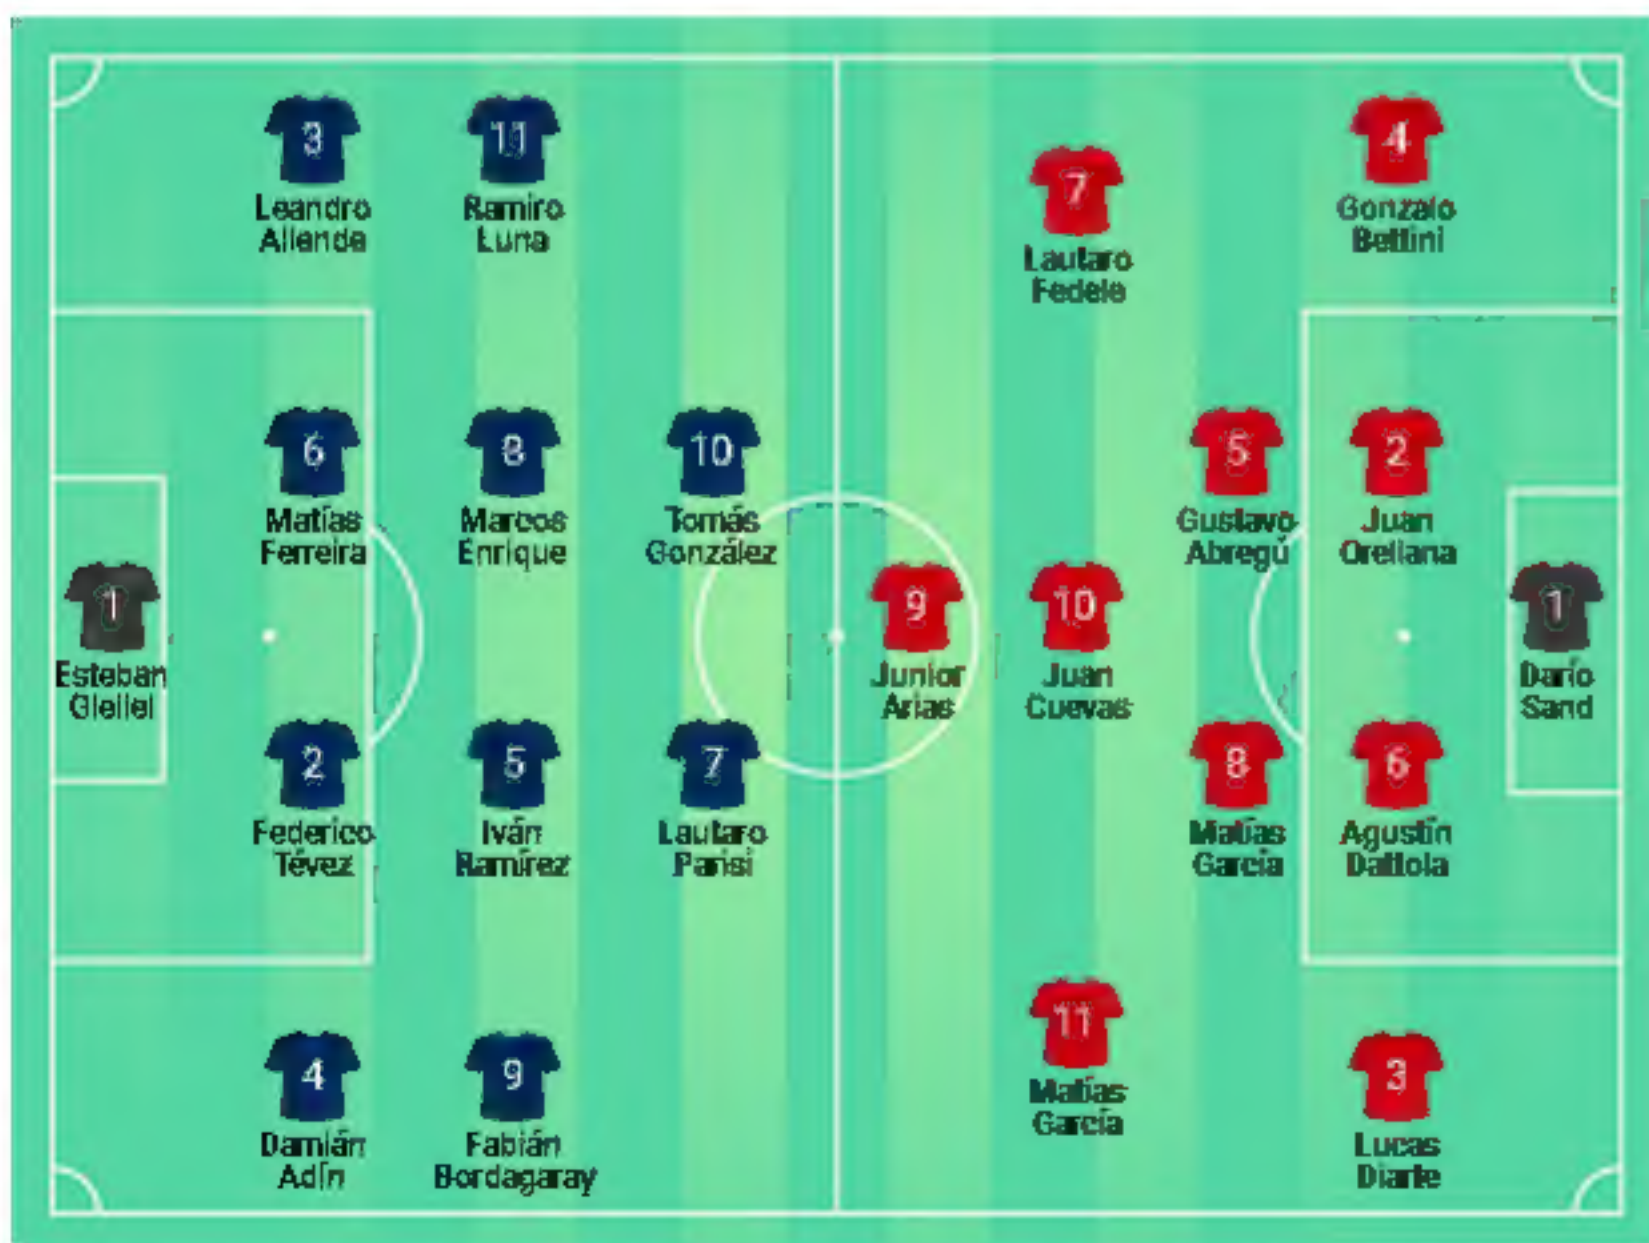 3
Leandro
Allende
11
Ramiro
Luna
7
Lautaro
Fedele
4
Gonzalo
Bettini
6
Matías
Ferreira
8
Marcos
Enrique
10
Tomás
González
5
Gustavo
Abregú
2
Juan
Orellana
1
Esteban
Glellel
9
Junior
Arias
10
Juan
Cuevas
1
Darío
Sand
2
Federico
Tévez
5
Iván
Ramírez
7
Lautaro
Parisi
8
Matías
García
6
Agustín
Dattola
4
Damián
Adín
9
Fabián
Bordagaray
11
Matías
García
3
Lucas
Diarte